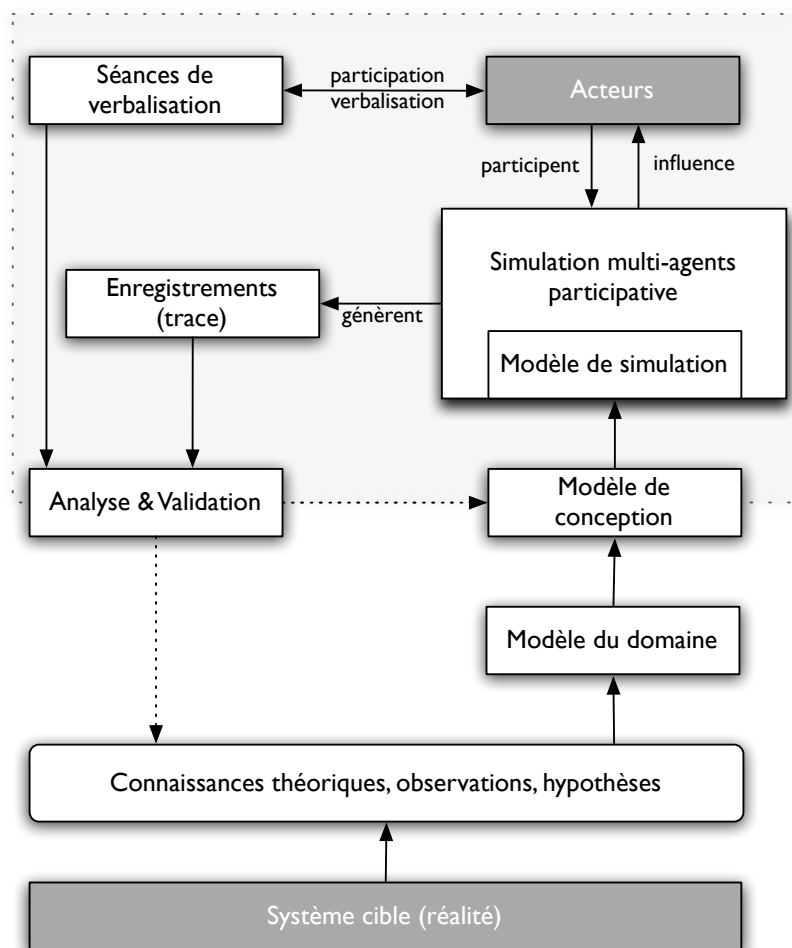 Séances de
verbalisation
participation
verbalisation
Acteurs
participent
influence
Simulation multi-agents
participative
Enregistrements
(trace)
génèrent
Modèle de simulation
Analyse & Validation
Modèle de
conception
Modèle du domaine
Connaissances théoriques, observations, hypothèses
Système cible (réalité)